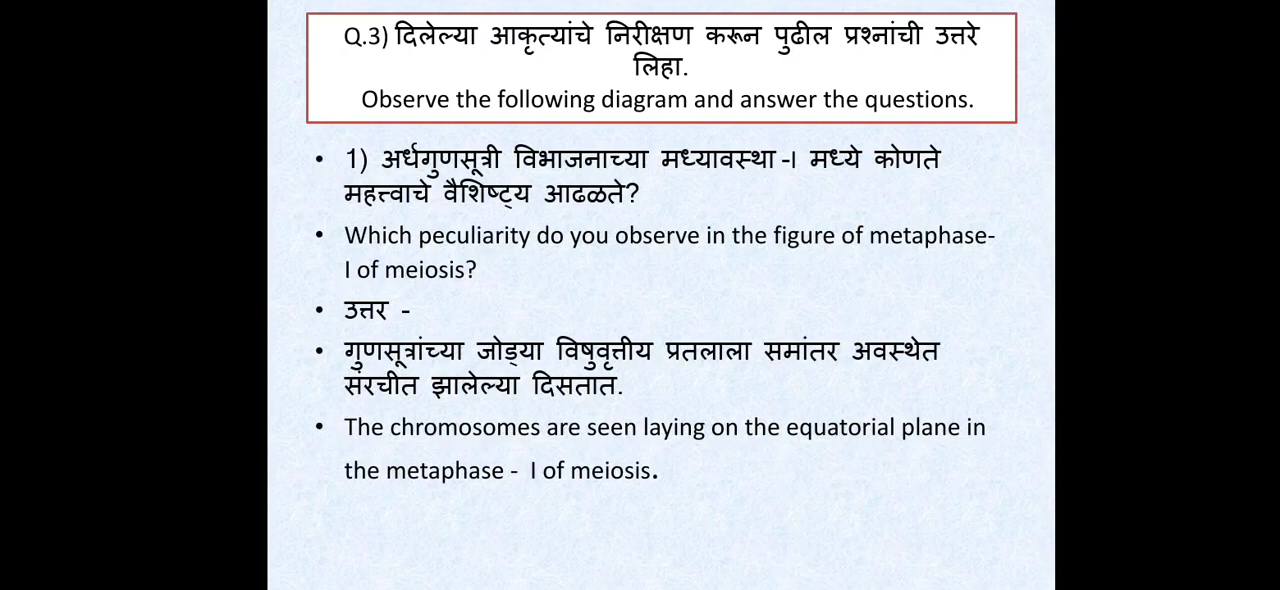 Q.3) दिलेल्या आकृत्यांचे निरीक्षण करून पुढील प्रश्नांची उत्तरे
लिहा.
Observe the following diagram and answer the questions.
• 1) अर्धगुणसूत्री विभाजनाच्या मध्यावस्था -I मध्ये कोणते
महत्त्वाचे वैशिष्ट्य आढळते?
• Which peculiarity do you observe in the figure of metaphase-
I of meiosis?
• उत्तर -
• गुणसूत्रांच्या जोड्या विषुवृत्तीय प्रतलाला समांतर अवस्थेत
संरचीत झालेल्या दिसतात.
• The chromosomes are seen laying on the equatorial plane in
the metaphase - I of meiosis.